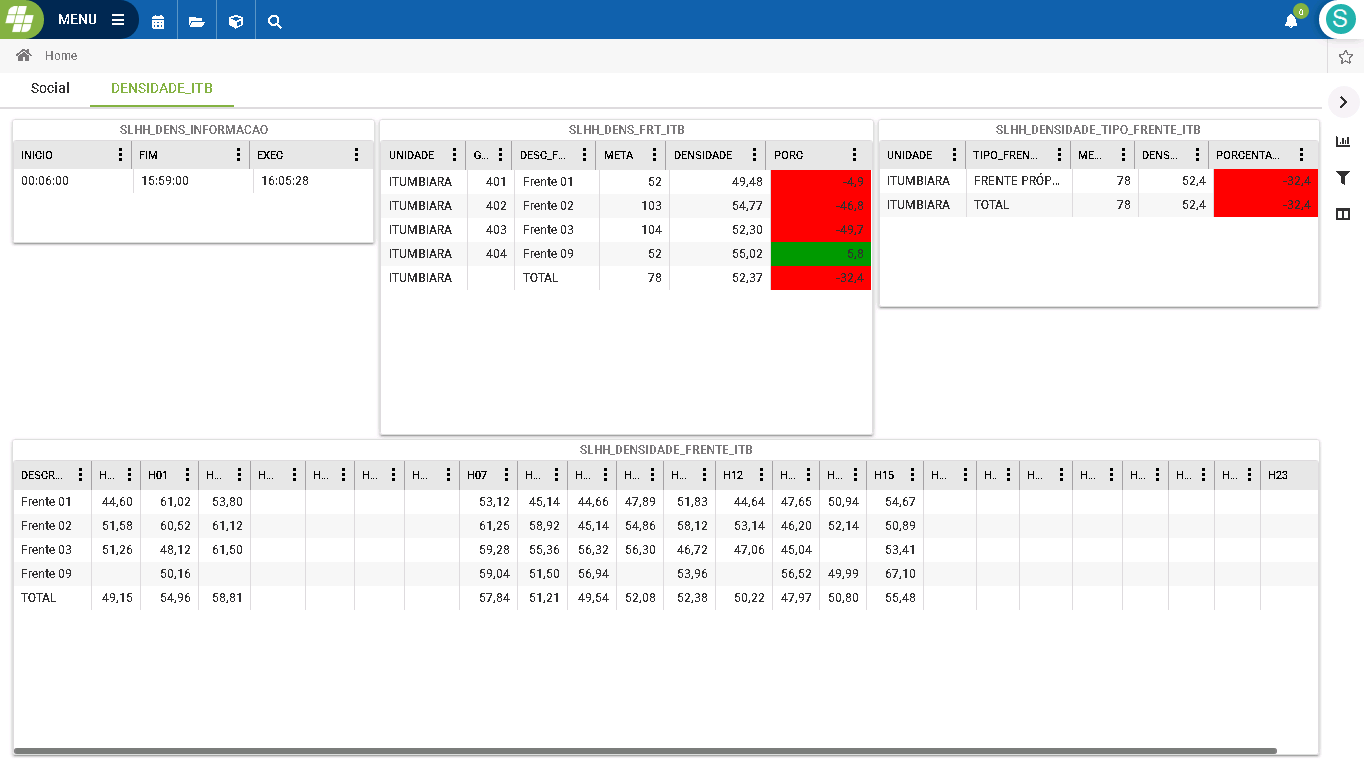 MENU
0
S
Home
Social DENSIDADE_ITB
SLHH_DENS_INFORMACAO
INICIO FIM EXEC
00:06:00 15:59:00 16:05:28
SLHH_DENS_FRT_ITB
UNIDADE G... DESC_F... META DENSIDADE PORC
ITUMBIARA 401 Frente 01 52 49,48 -4,9
ITUMBIARA 402 Frente 02 103 54,77 -46,8
ITUMBIARA 403 Frente 03 104 52,30 -49,7
ITUMBIARA 404 Frente 09 52 55,02 5,8
ITUMBIARA TOTAL 78 52,37 -32,4
SLHH_DENSIDADE_TIPO_FRENTE_ITB
UNIDADE TIPO_FREN... ME... DENS... PORCENTA...
ITUMBIARA FRENTE PRÓP... 78 52,4 -32,4
ITUMBIARA TOTAL 78 52,4 -32,4
SLHH_DENSIDADE_FRENTE_ITB
DESCR... H... H01 H... H... H... H... H... H07 H... H... H... H... H12 H... H... H15 H... H... H... H... H... H... H... H23
Frente 01 44,60 61,02 53,80 53,12 45,14 44,66 47,89 51,83 44,64 47,65 50,94 54,67
Frente 02 51,58 60,52 61,12 61,25 58,92 45,14 54,86 58,12 53,14 46,20 52,14 50,89
Frente 03 51,26 48,12 61,50 59,28 55,36 56,32 56,30 46,72 47,06 45,04 53,41
Frente 09 50,16 59,04 51,50 56,94 53,96 56,52 49,99 67,10
TOTAL 49,15 54,96 58,81 57,84 51,21 49,54 52,08 52,38 50,22 47,97 50,80 55,48